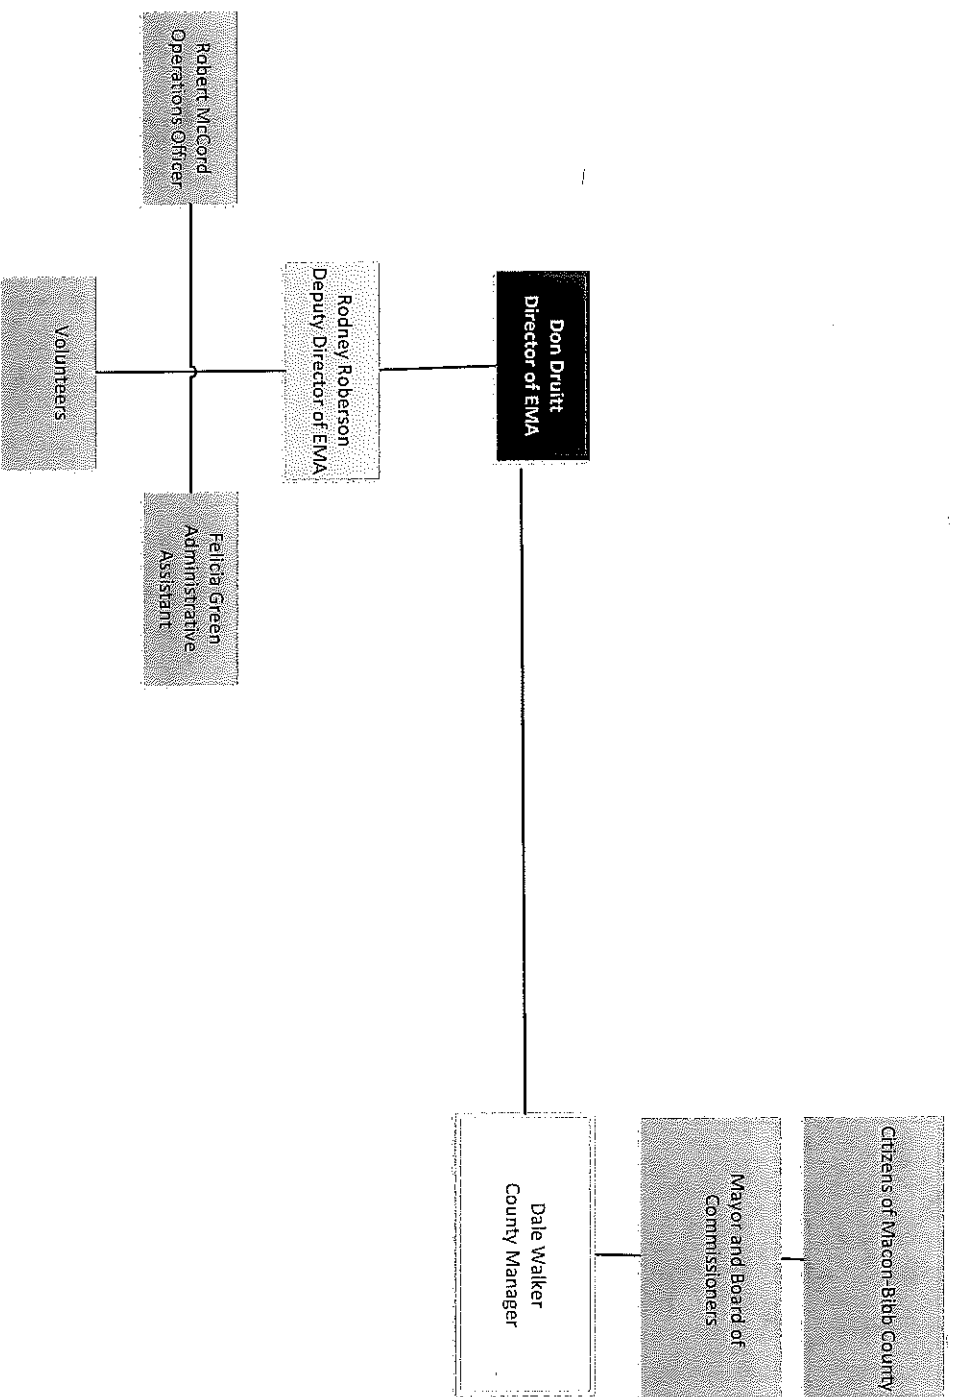 Citizens of Macon-Bibb County
Mayor and Board of
Commissioners
Dale Walker
County Manager
Don Druitt
Director of EMA
Rodney Roberson
Deputy Director of EMA
Robert McCord
Operations Officer
Felicia Green
Administrative
Assistant
Volunteers